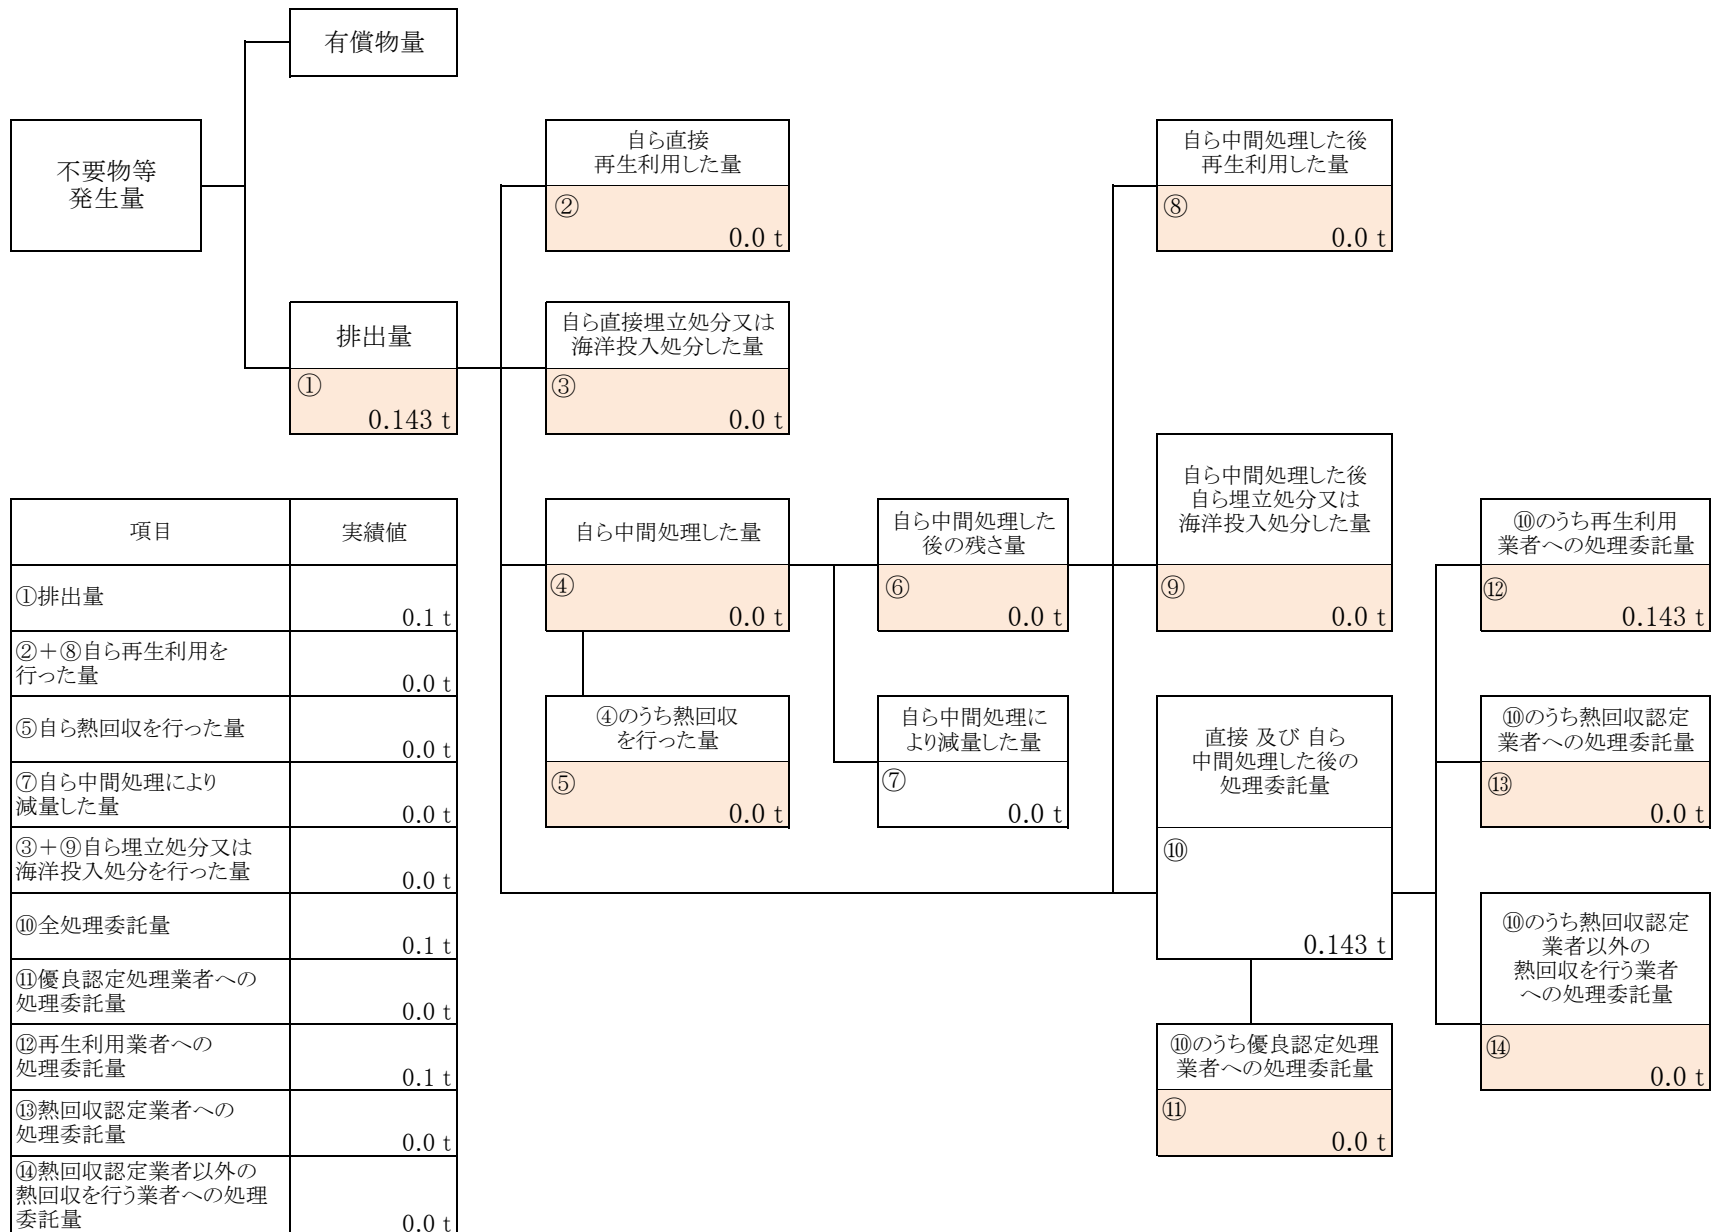 有償物量
不要物等
発生量
自ら直接
再生利用した量
②
0.0 t
自ら中間処理した後
再生利用した量
⑧
0.0 t
排出量
①
0.143 t
自ら直接埋立処分又は
海洋投入処分した量
③
0.0 t
自ら中間処理した量
④
0.0 t
自ら中間処理した
後の残さ量
⑥
0.0 t
自ら中間処理した後
自ら埋立処分又は
海洋投入処分した量
⑨
0.0 t
⑩のうち再生利用
業者への処理委託量
⑫
0.143 t
④のうち熱回収
を行った量
⑤
0.0 t
自ら中間処理に
より減量した量
⑦
0.0 t
直接 及び 自ら
中間処理した後の
処理委託量
⑩
0.143 t
⑩のうち熱回収認定
業者への処理委託量
⑬
0.0 t
⑩のうち熱回収認定
業者以外の
熱回収を行う業者
への処理委託量
⑭
0.0 t
⑩のうち優良認定処理
業者への処理委託量
⑪
0.0 t
項目 実績値
①排出量
0.1 t
②＋⑧自ら再生利用を
行った量
0.0 t
⑤自ら熱回収を行った量
0.0 t
⑦自ら中間処理により
減量した量
0.0 t
③＋⑨自ら埋立処分又は
海洋投入処分を行った量
0.0 t
⑩全処理委託量
0.1 t
⑪優良認定処理業者への
処理委託量
0.0 t
⑫再生利用業者への
処理委託量
0.1 t
⑬熱回収認定業者への
処理委託量
0.0 t
⑭熱回収認定業者以外の
熱回収を行う業者への処理
委託量
0.0 t